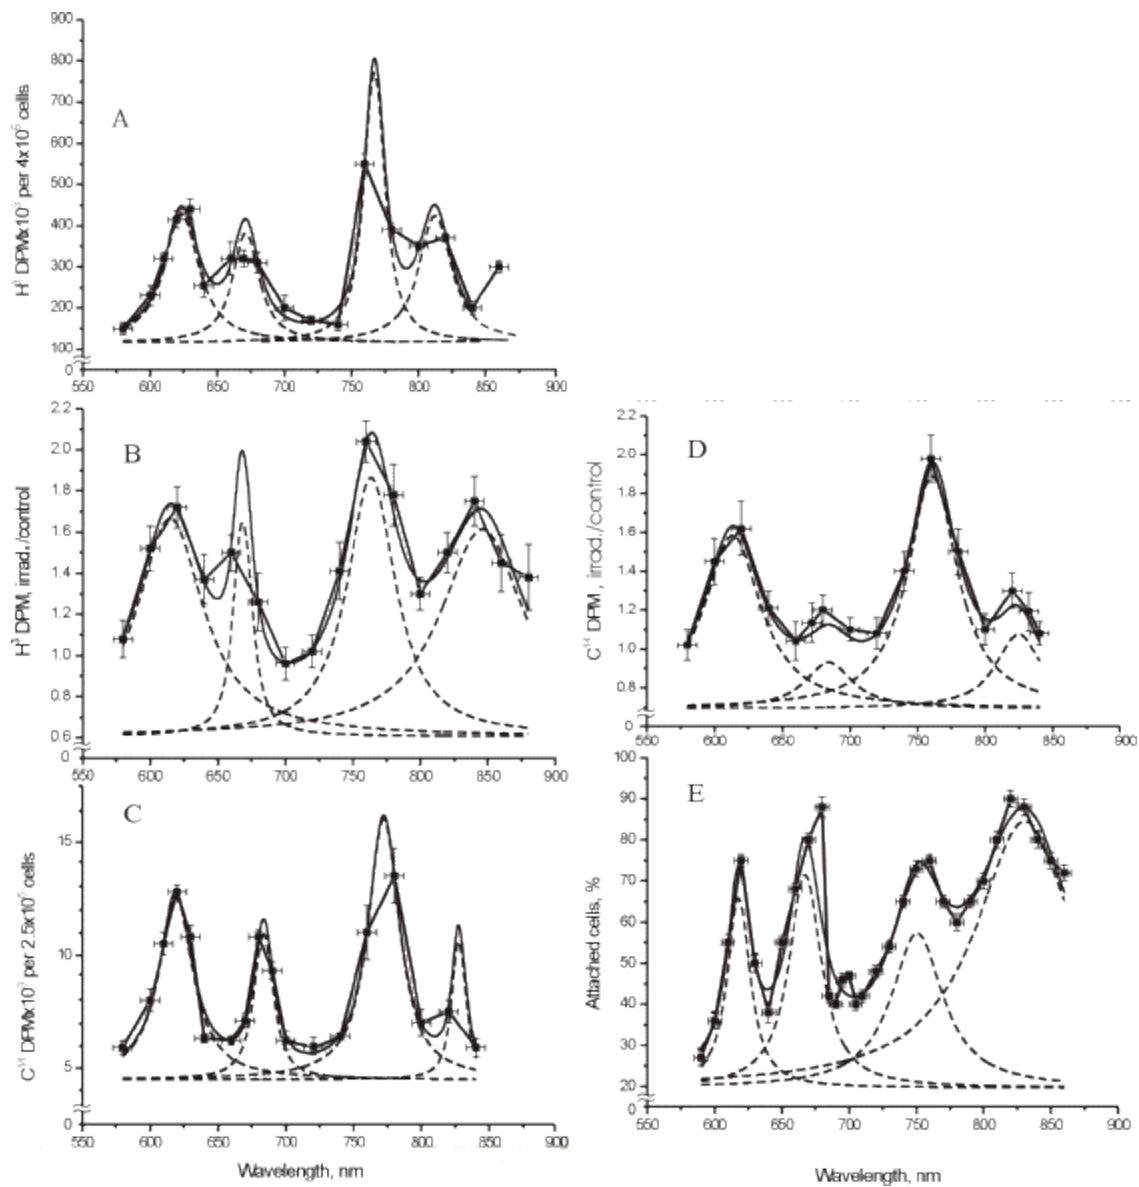 900
800
700
600
500
400
300
200
100
0
A
H³ DPMx10³ per 4x10⁵ cells
550 600 650 700 750 800 850 900
2.2
2.0
1.8
1.6
1.4
1.2
1.0
0.8
0.6
0
B
H³ DPM, irrad./control
550 600 650 700 750 800 850 900
2.2
2.0
1.8
1.6
1.4
1.2
1.0
0.8
0
D
C¹⁴ DPM , irrad./control
550 600 650 700 750 800 850 900
15
10
5
0
C
C¹⁴ DPMx10³ per 2.5x10⁵ cells
550 600 650 700 750 800 850 900
Wavelength, nm
100
90
80
70
60
50
40
30
20
0
E
Attached cells, %
550 600 650 700 750 800 850 900
Wavelength, nm